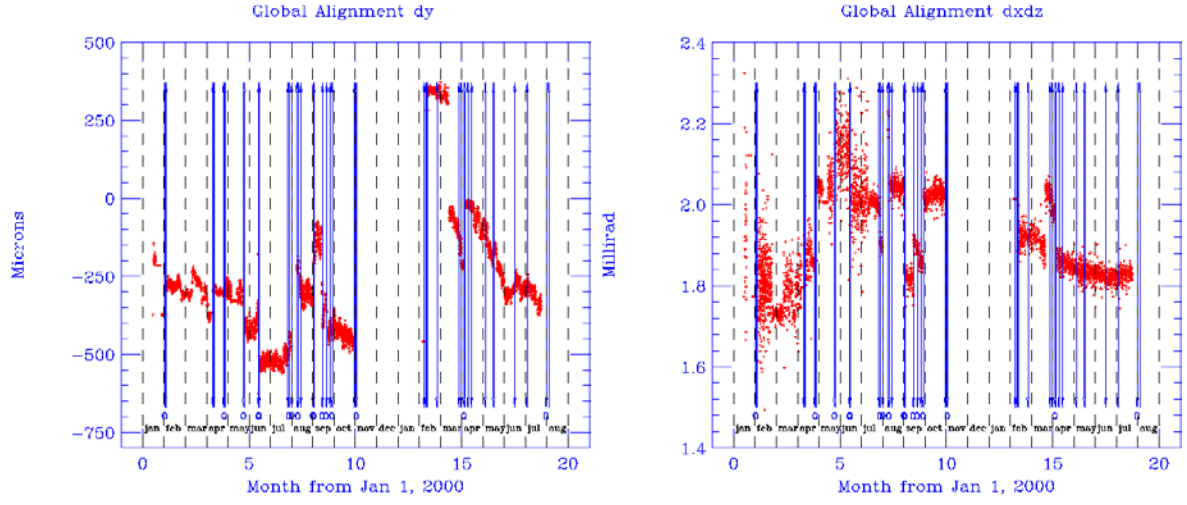 Global Alignment dy
500
250
0
-250
-500
-750
Microns
jan feb mar apr may jun jul aug sep oct nov dec jan feb mar apr may jun jul aug
0 5 10 15 20
Month from Jan 1, 2000
Global Alignment dxdz
2.4
2.2
2.0
1.8
1.6
1.4
Millirad
jan feb mar apr may jun jul aug sep oct nov dec jan feb mar apr may jun jul aug
0 5 10 15 20
Month from Jan 1, 2000